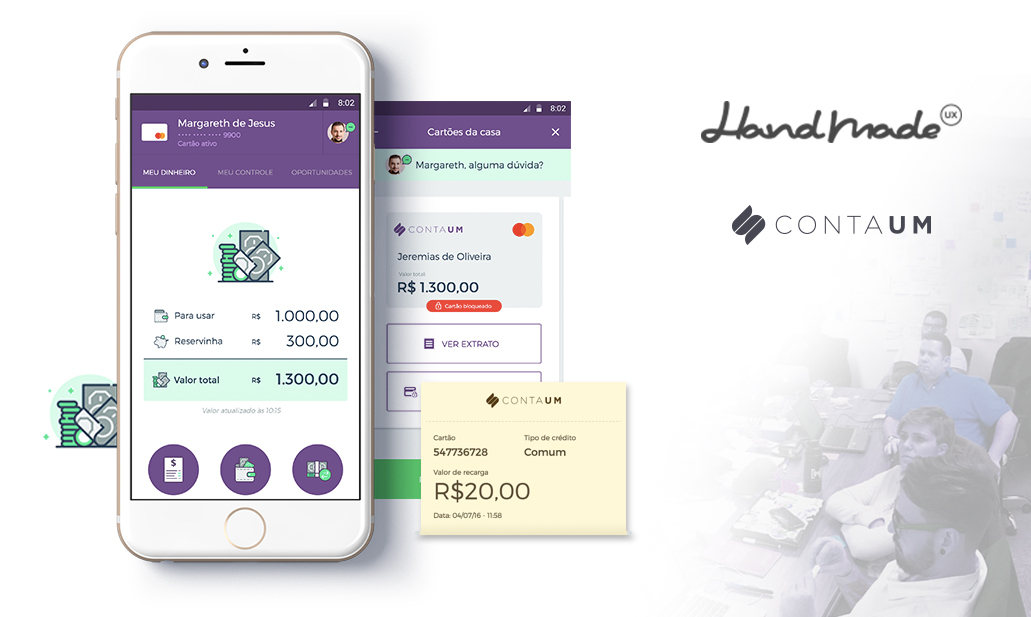 8:02
Margareth de Jesus
•••• •••• •••• 9900
Cartão ativo
MEU DINHEIRO
MEU CONTROLE
OPORTUNIDADES
Para usar R$ 1.000,00
Reservinha R$ 300,00
Valor total R$ 1.300,00
Valor atualizado às 10:15
$
8:02
Cartões da casa
Margareth, alguma dúvida?
CONTAUM
Jeremias de Oliveira
Valor total
R$ 1.300,00
Cartão bloqueado
VER EXTRATO
CONTAUM
Cartão Tipo de crédito
547736728 Comum
Valor de recarga
R$20,00
Data: 04/07/16 - 11:58
HandMade UX
CONTAUM